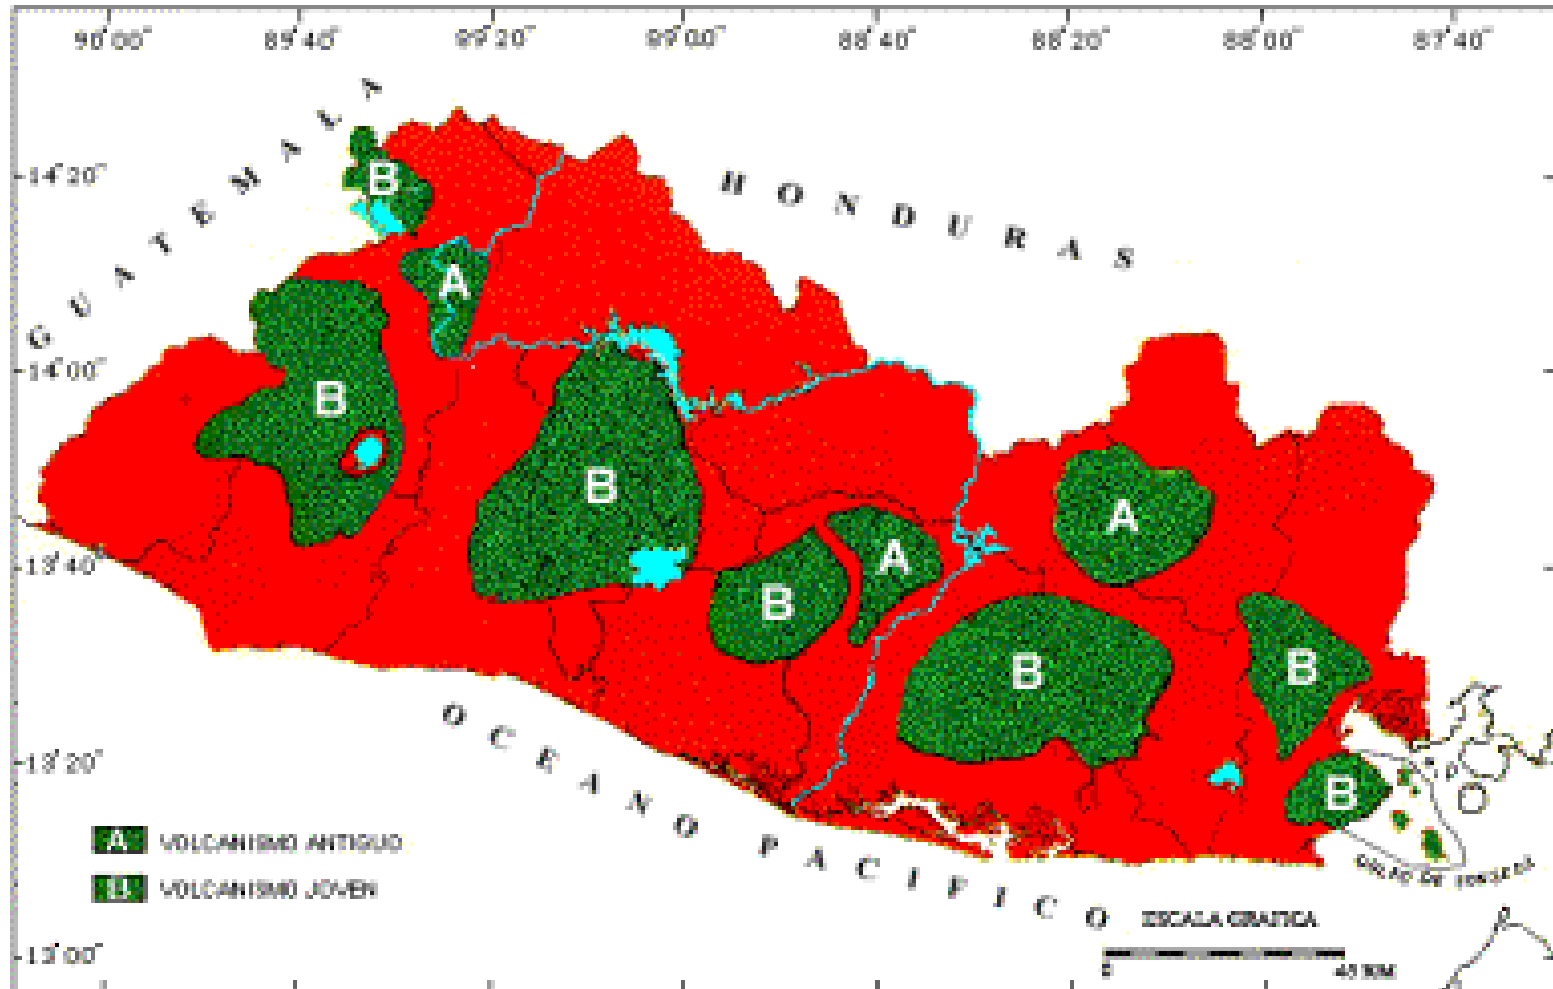 90°00" 89°40" 89°20" 89°00" 88°40" 88°20" 88°00" 87°40"
GUATEMALA
HONDURAS
14°20"
14°00"
13°40"
13°20"
13°00"
B
A
B
B
A
A
B
B
B
B
OCEANO PACIFICO
GOLFO DE FONSECA
A VOLCANISMO ANTIGUO
B VOLCANISMO JOVEN
ESCALA GRAFICA
0 40 KM